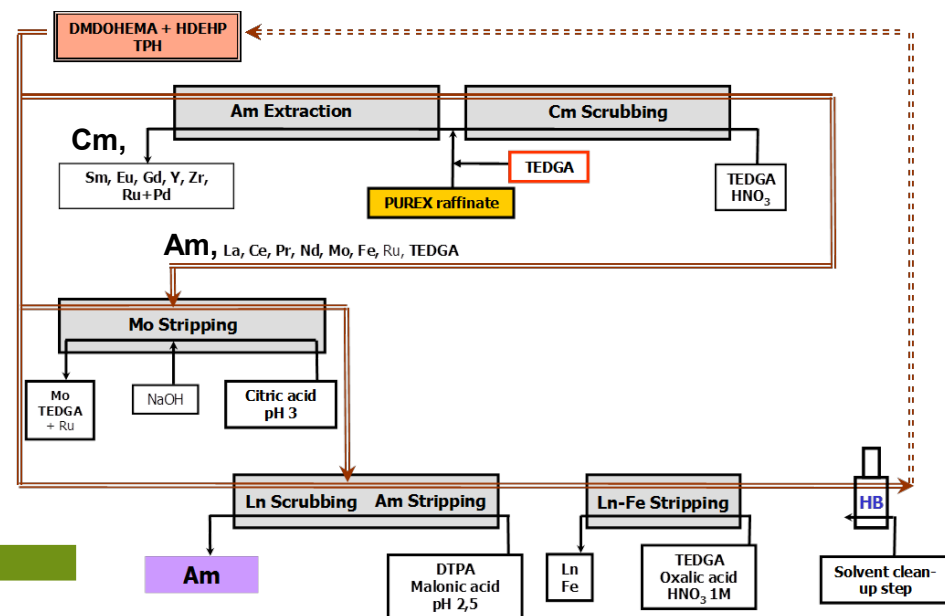 DMDOHEMA + HDEHP
TPH
Am Extraction
Cm Scrubbing
Cm,
Sm, Eu, Gd, Y, Zr,
Ru+Pd
TEDGA
PUREX raffinate
TEDGA
HNO3
Am, La, Ce, Pr, Nd, Mo, Fe, Ru, TEDGA
Mo Stripping
Mo
TEDGA
+ Ru
NaOH
Citric acid
pH 3
Ln Scrubbing
Am Stripping
Ln-Fe Stripping
HB
Am
DTPA
Malonic acid
pH 2,5
Ln
Fe
TEDGA
Oxalic acid
HNO3 1M
Solvent clean-
up step